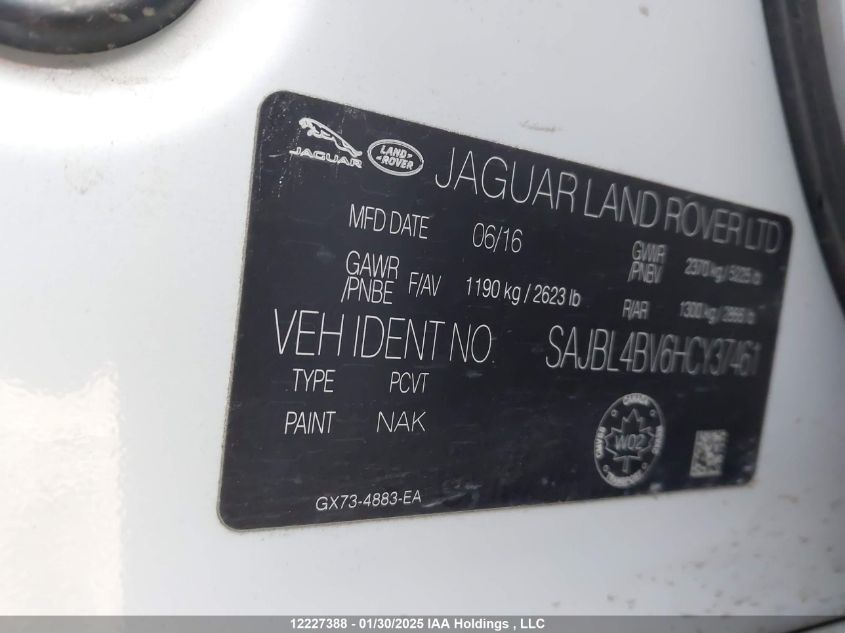 JAGUAR LAND-ROVER JAGUAR LAND ROVER LTD
MFD DATE 06/16 GVWR/PNBV 2370 kg / 5225 lb
GAWR/PNBE F/AV 1190 kg / 2623 lb R/AR 1300 kg / 2866 lb
VEH IDENT NO. SAJBL4BV6HCY37461
TYPE PCVT
PAINT NAK
CANADA
W02
GX73-4883-EA
12227388 - 01/30/2025 IAA Holdings , LLC